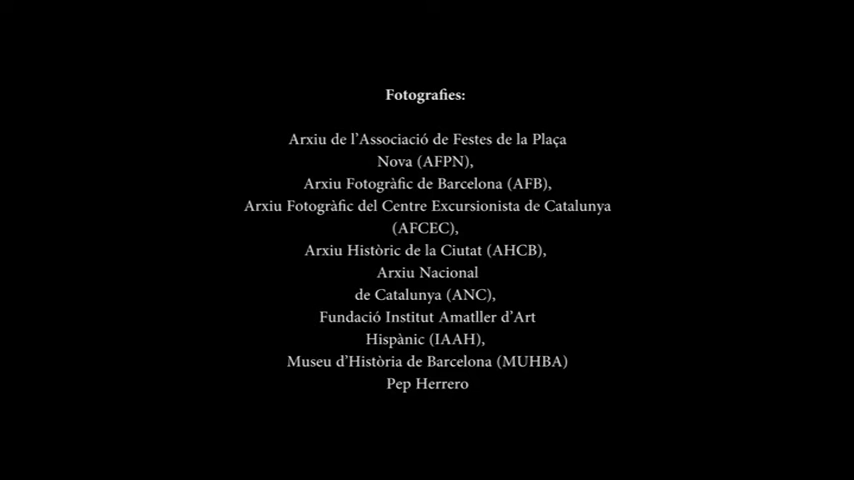 Fotografies:
Arxiu de l’Associació de Festes de la Plaça
Nova (AFPN),
Arxiu Fotogràfic de Barcelona (AFB),
Arxiu Fotogràfic del Centre Excursionista de Catalunya
(AFCEC),
Arxiu Històric de la Ciutat (AHCB),
Arxiu Nacional
de Catalunya (ANC),
Fundació Institut Amatller d’Art
Hispànic (IAAH),
Museu d’Història de Barcelona (MUHBA)
Pep Herrero